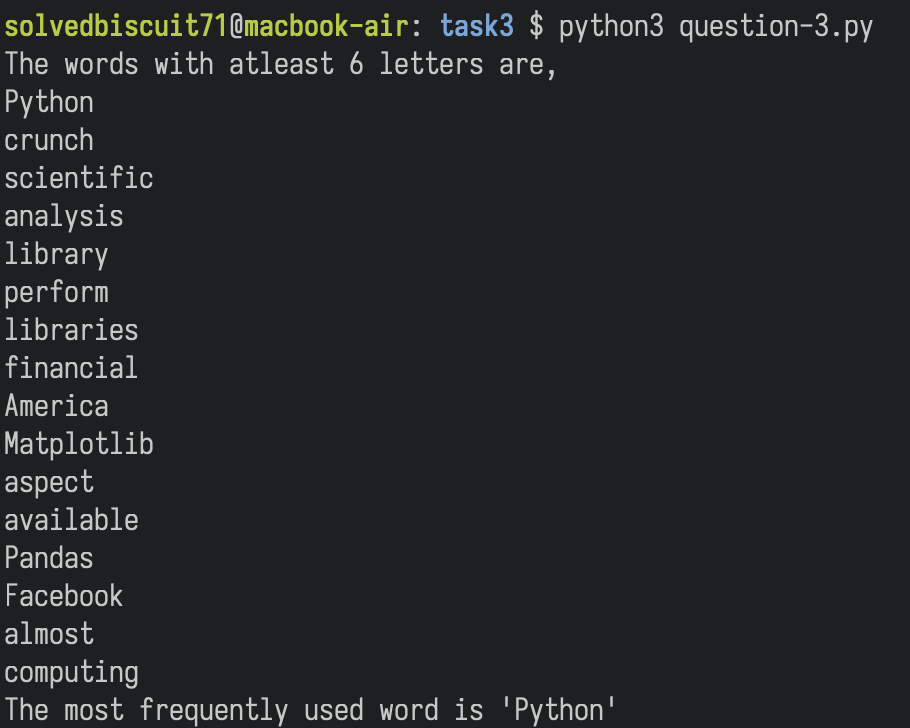 solvedbiscuit71@macbook-air: task3 $ python3 question-3.py
The words with atleast 6 letters are,
Python
crunch
scientific
analysis
library
perform
libraries
financial
America
Matplotlib
aspect
available
Pandas
Facebook
almost
computing
The most frequently used word is 'Python'